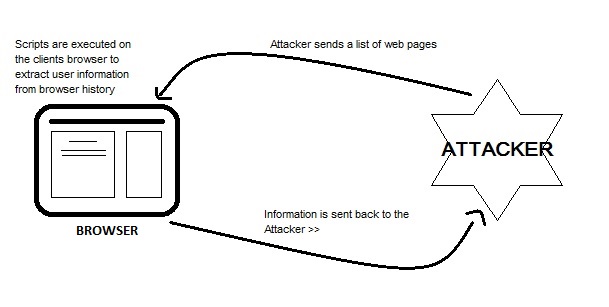 Scripts are executed on
the clients browser to
extract user information
from browser history
Attacker sends a list of web pages
ATTACKER
BROWSER
Information is sent back to the
Attacker >>